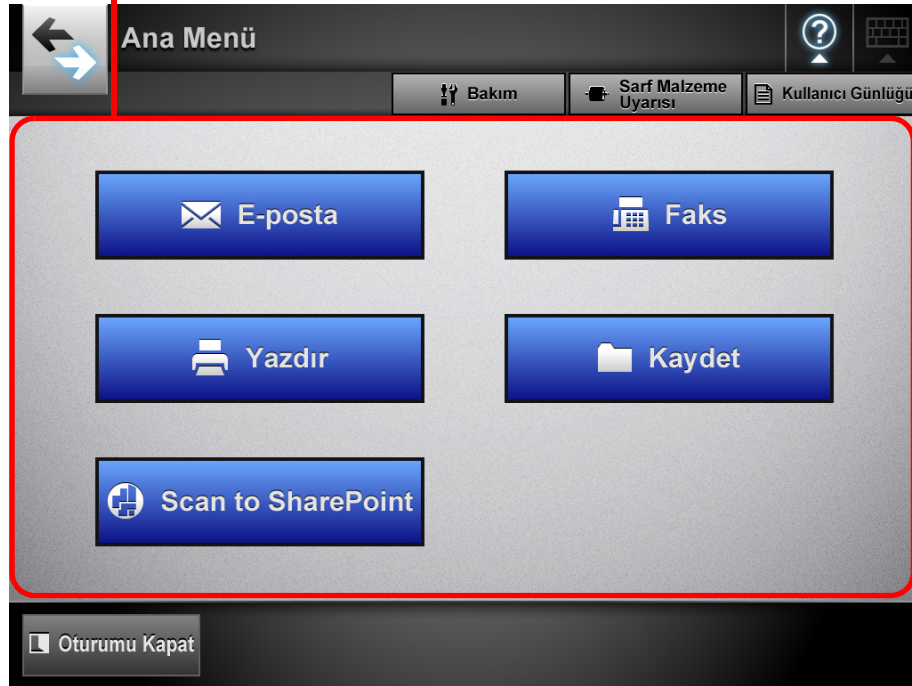 Ana Menü
?
Bakım
Sarf Malzeme
Uyarısı
Kullanıcı Günlüğü
E-posta
Faks
Yazdır
Kaydet
Scan to SharePoint
Oturumu Kapat